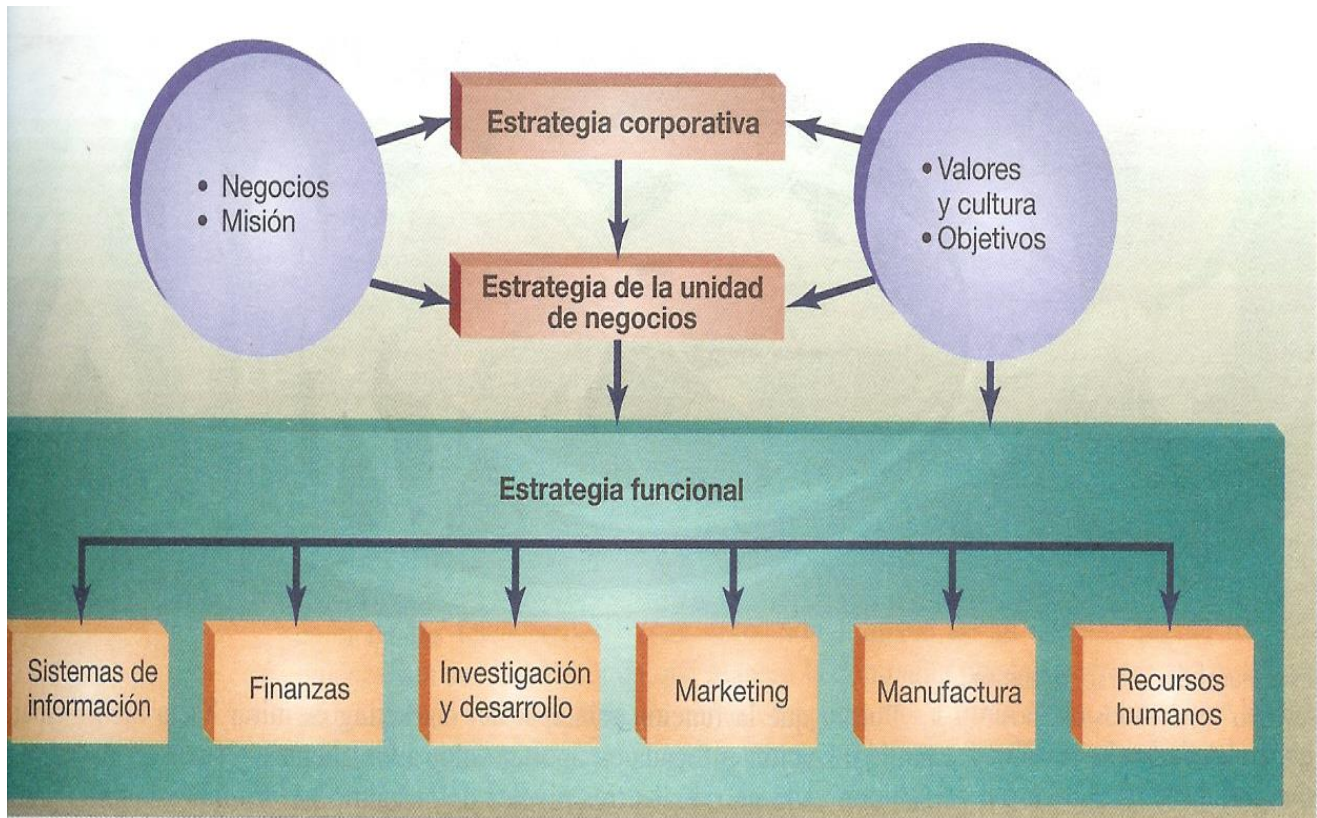 Estrategia corporativa
• Negocios
• Misión
• Valores
y cultura
• Objetivos
Estrategia de la unidad
de negocios
Estrategia funcional
Sistemas de
información
Finanzas
Investigación
y desarrollo
Marketing
Manufactura
Recursos
humanos